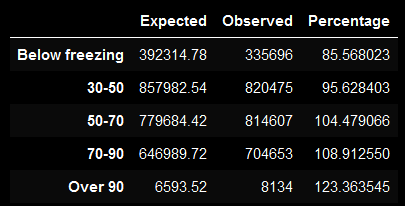 Expected Observed Percentage
Below freezing 392314.78 335696 85.568023
30-50 857982.54 820475 95.628403
50-70 779684.42 814607 104.479066
70-90 646989.72 704653 108.912550
Over 90 6593.52 8134 123.363545